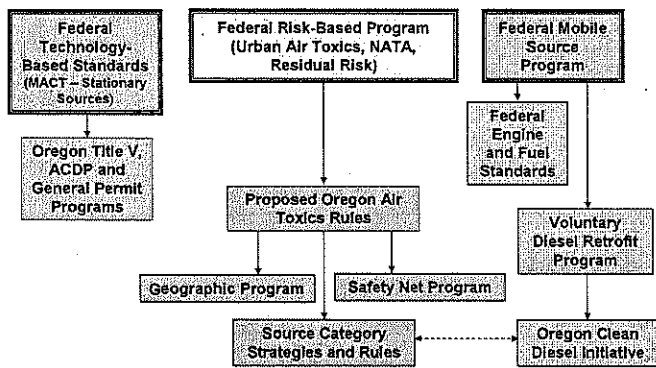 Federal
Technology-
Based Standards
(MACT – Stationary
Sources)
Federal Risk-Based Program
(Urban Air Toxics, NATA,
Residual Risk)
Federal Mobile
Source
Program
Oregon Title V,
ACDP and
General Permit
Programs
Federal
Engine
and Fuel
Standards
Proposed Oregon Air
Toxics Rules
Voluntary
Diesel Retrofit
Program
Geographic Program
Safety Net Program
Source Category
Strategies and Rules
Oregon Clean
Diesel Initiative